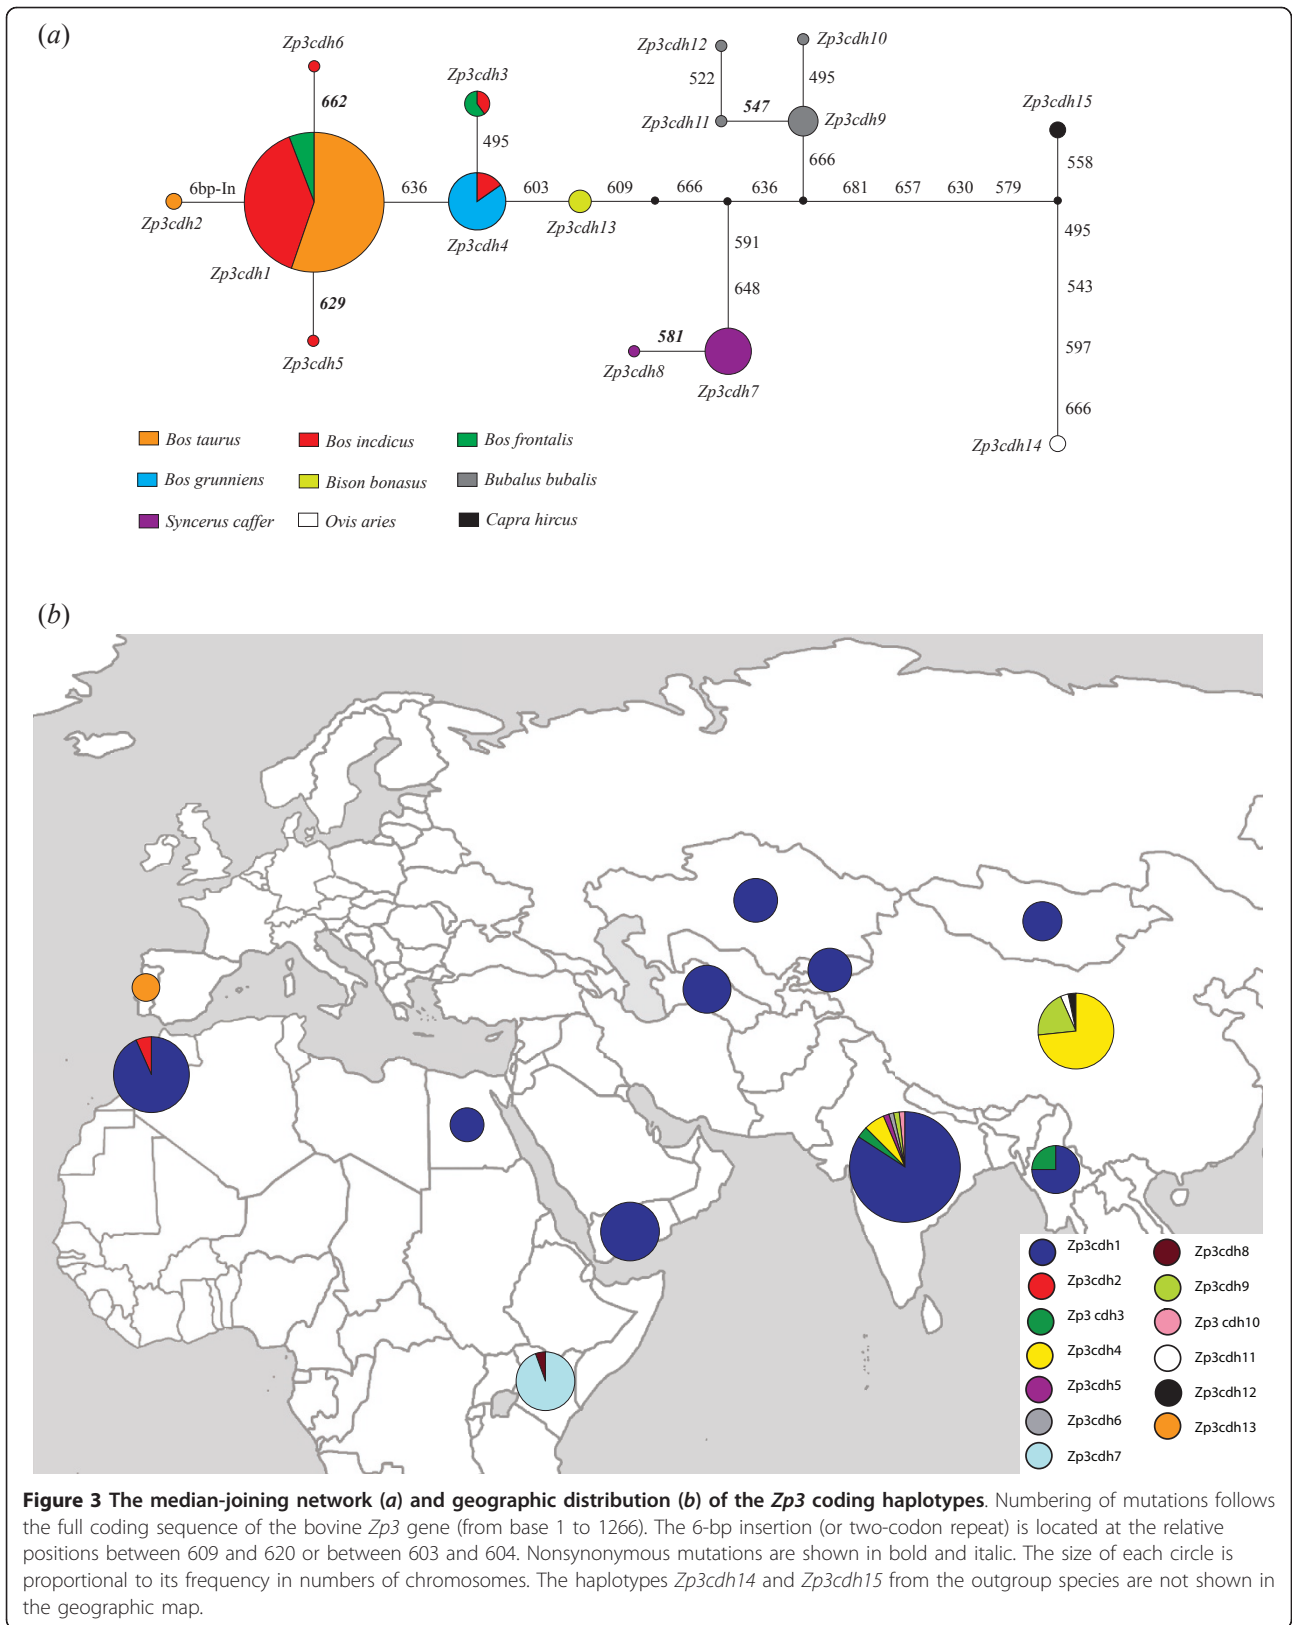 (a)
Zp3cdh6
662
Zp3cdh3
495
6bp-In
Zp3cdh2
Zp3cdh1
636
Zp3cdh4
603
Zp3cdh13
609
666
636
681
657
630
579
629
Zp3cdh5
Zp3cdh12
522
Zp3cdh11
547
Zp3cdh10
495
Zp3cdh9
666
591
648
581
Zp3cdh8
Zp3cdh7
Zp3cdh15
558
495
543
597
666
Zp3cdh14
Bos taurus
Bos incdicus
Bos frontalis
Bos grunniens
Bison bonasus
Bubalus bubalis
Syncerus caffer
Ovis aries
Capra hircus
(b)
Zp3cdh1
Zp3cdh2
Zp3 cdh3
Zp3cdh4
Zp3cdh5
Zp3cdh6
Zp3cdh7
Zp3cdh8
Zp3cdh9
Zp3 cdh10
Zp3cdh11
Zp3cdh12
Zp3cdh13
Figure 3 The median-joining network (a) and geographic distribution (b) of the Zp3 coding haplotypes. Numbering of mutations follows
the full coding sequence of the bovine Zp3 gene (from base 1 to 1266). The 6-bp insertion (or two-codon repeat) is located at the relative
positions between 609 and 620 or between 603 and 604. Nonsynonymous mutations are shown in bold and italic. The size of each circle is
proportional to its frequency in numbers of chromosomes. The haplotypes Zp3cdh14 and Zp3cdh15 from the outgroup species are not shown in
the geographic map.